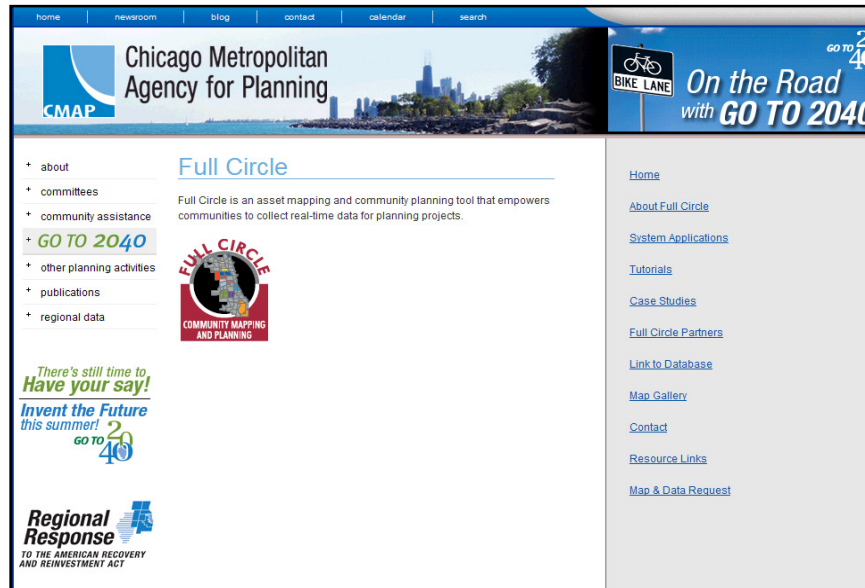 home
newsroom
blog
contact
calendar
search
CMAP
Chicago Metropolitan
Agency for Planning
BIKE LANE
GO TO 2040
On the Road
with GO TO 2040
about
committees
community assistance
GO TO 2040
other planning activities
publications
regional data
There's still time to
Have your say!
Invent the Future
this summer! 20
GO TO 40
Regional
Response
TO THE AMERICAN RECOVERY
AND REINVESTMENT ACT
Full Circle
Full Circle is an asset mapping and community planning tool that empowers
communities to collect real-time data for planning projects.
FULL CIRCLE
COMMUNITY MAPPING
AND PLANNING
Home
About Full Circle
System Applications
Tutorials
Case Studies
Full Circle Partners
Link to Database
Map Gallery
Contact
Resource Links
Map & Data Request